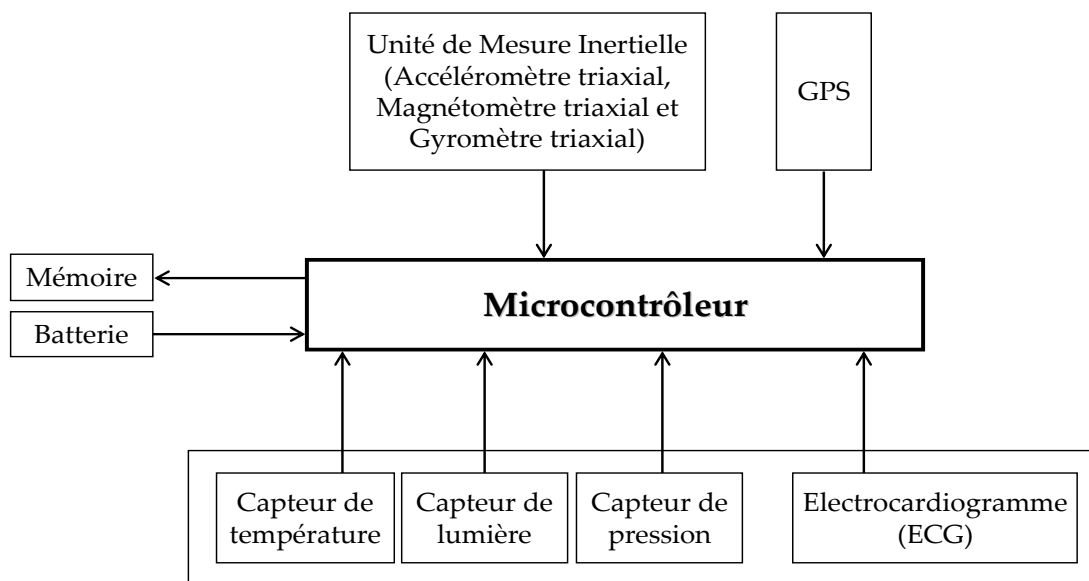 Unité de Mesure Inertielle
(Accéléromètre triaxial,
Magnétomètre triaxial et
Gyromètre triaxial)
GPS
Mémoire
Batterie
Microcontrôleur
Capteur de
température
Capteur de
lumière
Capteur de
pression
Electrocardiogramme
(ECG)